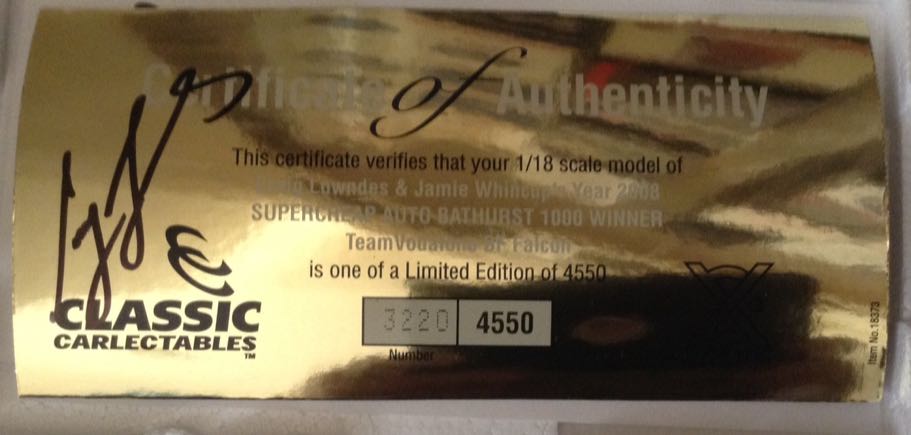 Certificate of Authenticity
This certificate verifies that your 1/18 scale model of
Craig Lowndes & Jamie Whincup's Year 2008
SUPERCHEAP AUTO BATHURST 1000 WINNER
TeamVodafone BF Falcon
is one of a Limited Edition of 4550
3220 4550
Number
CLASSIC
CARLECTABLES
TM
Item No.18373